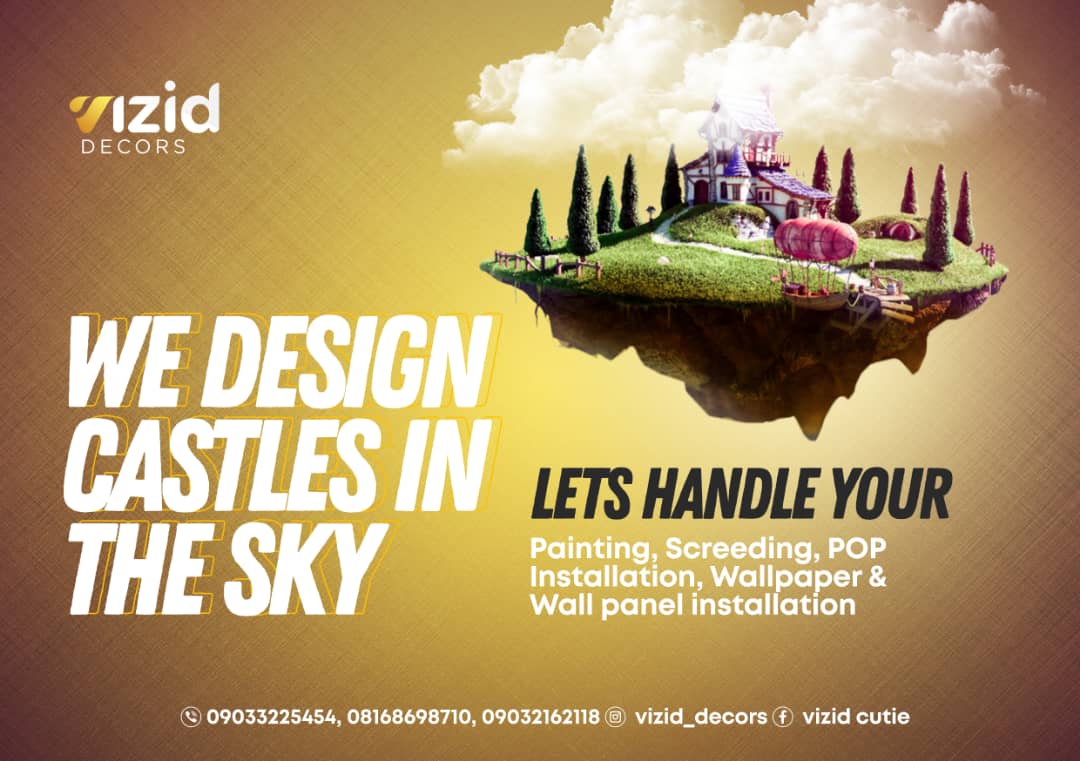 vizid
DECORS
WE DESIGN
CASTLES IN
THE SKY
LETS HANDLE YOUR
Painting, Screeding, POP
Installation, Wallpaper &
Wall panel installation
09033225454, 08168698710, 09032162118 vizid_decors vizid cutie